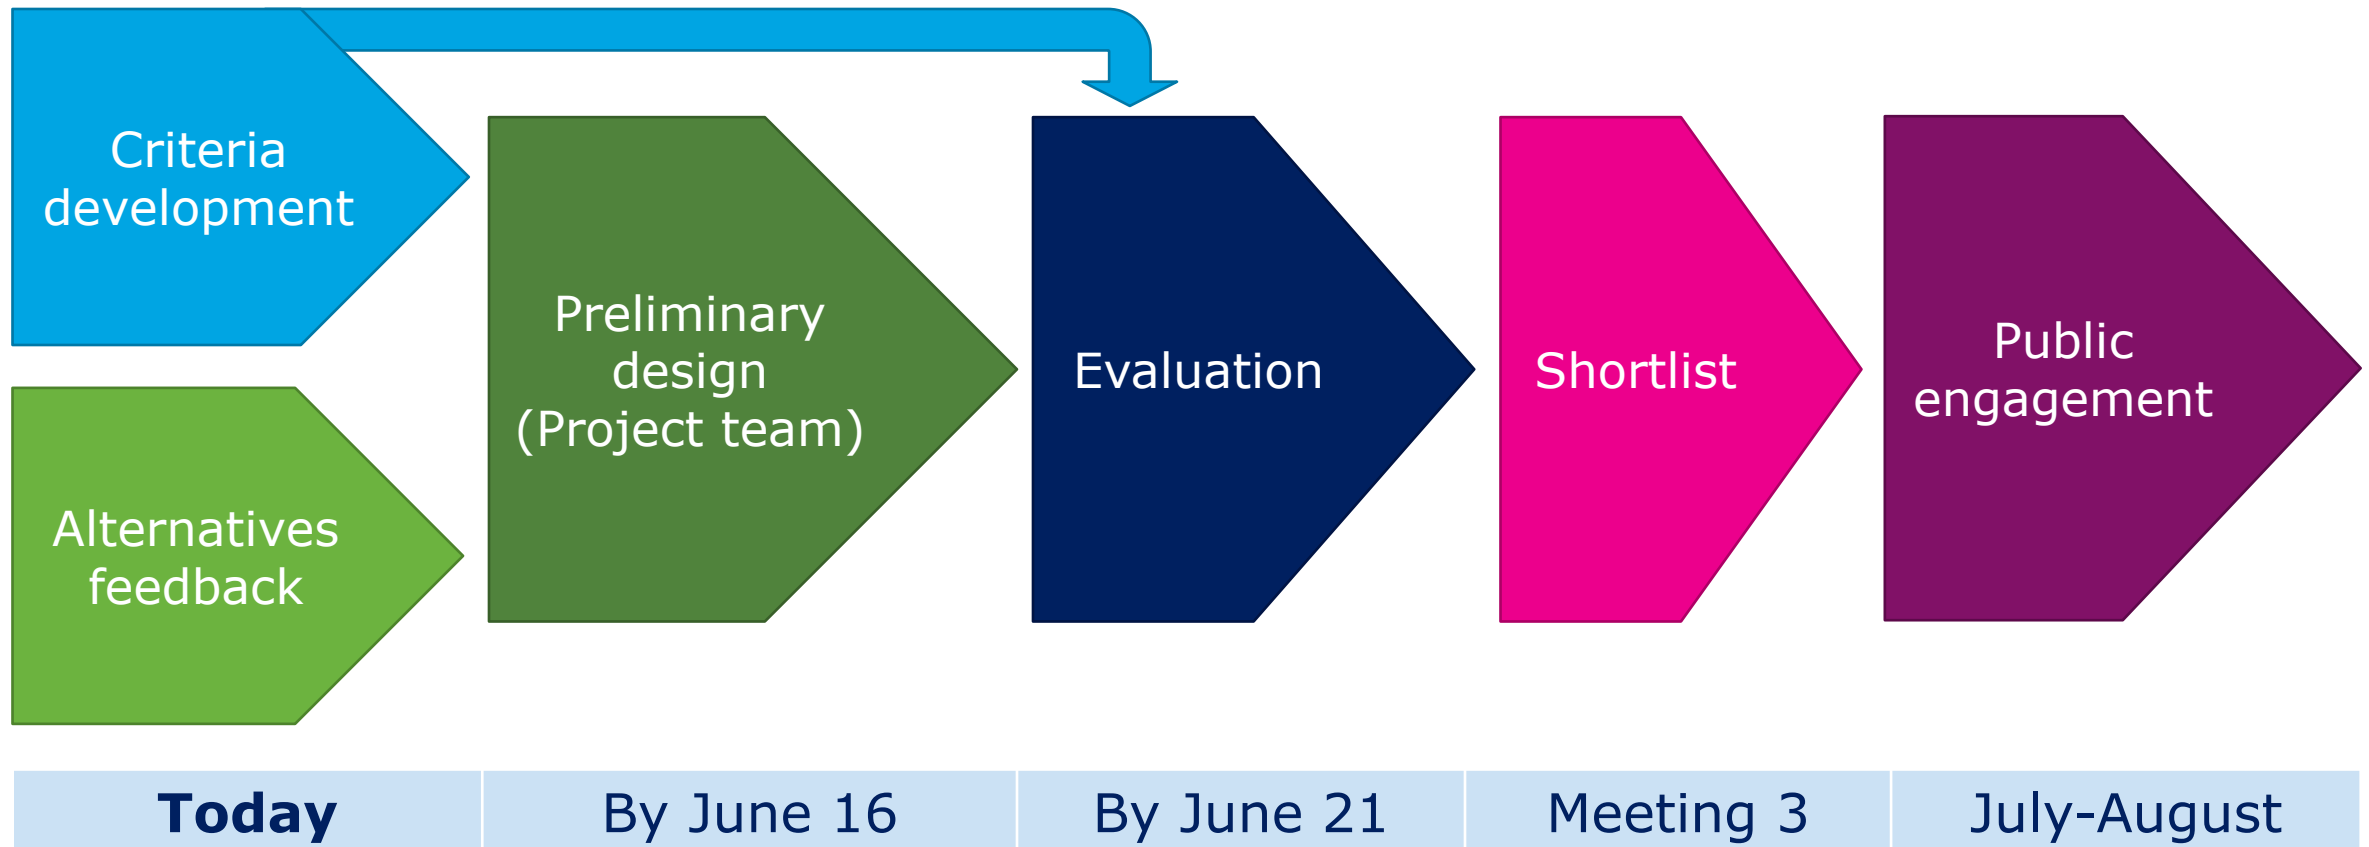 Criteria
development
Alternatives
feedback
Preliminary
design
(Project team)
Evaluation
Shortlist
Public
engagement
Today
By June 16
By June 21
Meeting 3
July-August